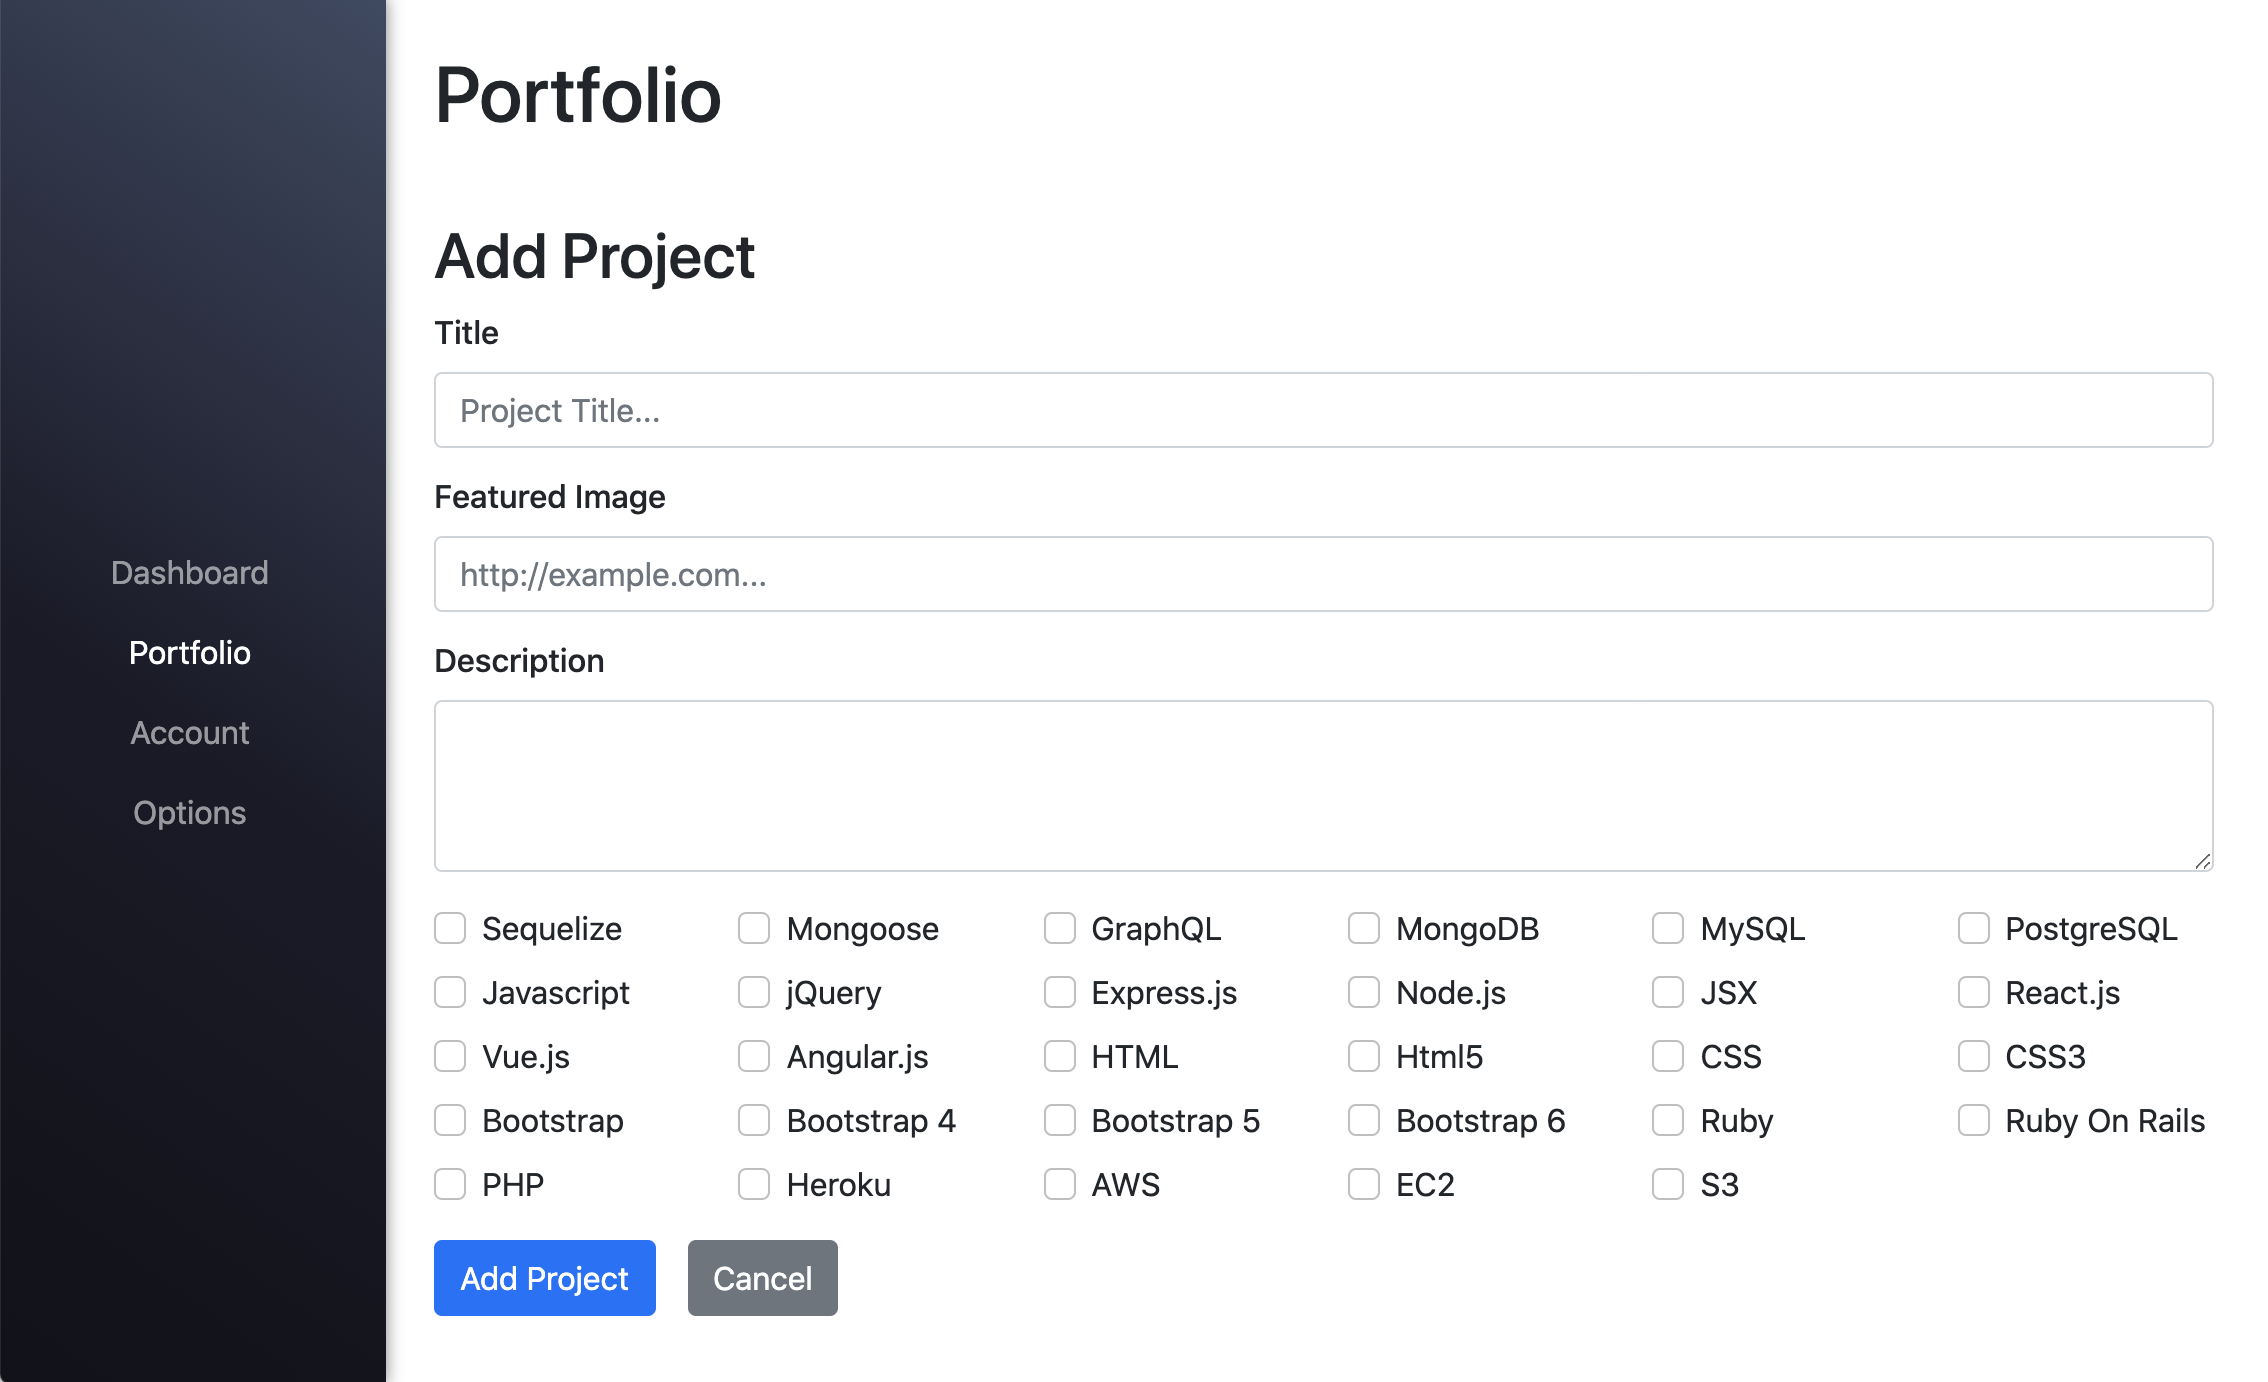 Dashboard
Portfolio
Account
Options
Portfolio
Add Project
Title
Project Title...
Featured Image
http://example.com...
Description
Sequelize Mongoose GraphQL MongoDB MySQL PostgreSQL
Javascript jQuery Express.js Node.js JSX React.js
Vue.js Angular.js HTML Html5 CSS CSS3
Bootstrap Bootstrap 4 Bootstrap 5 Bootstrap 6 Ruby Ruby On Rails
PHP Heroku AWS EC2 S3
Add Project Cancel